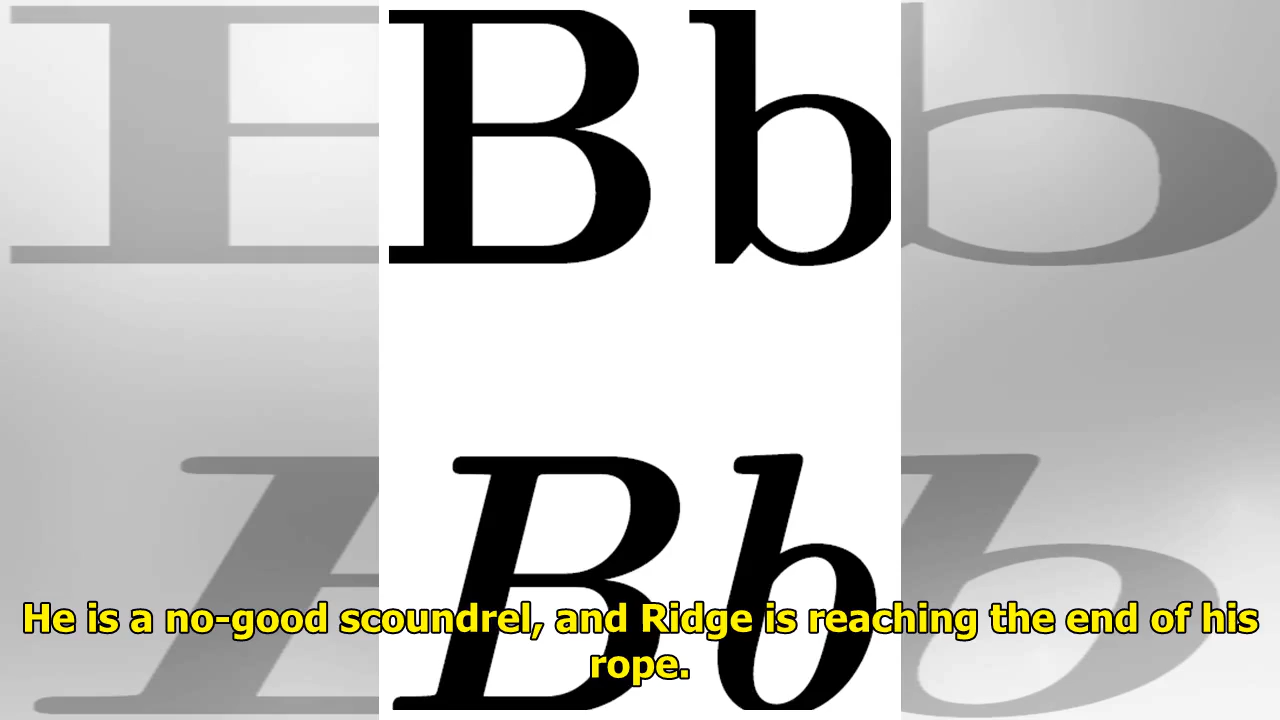 Bb
Bb
He is a no-good scoundrel, and Ridge is reaching the end of his
rope.